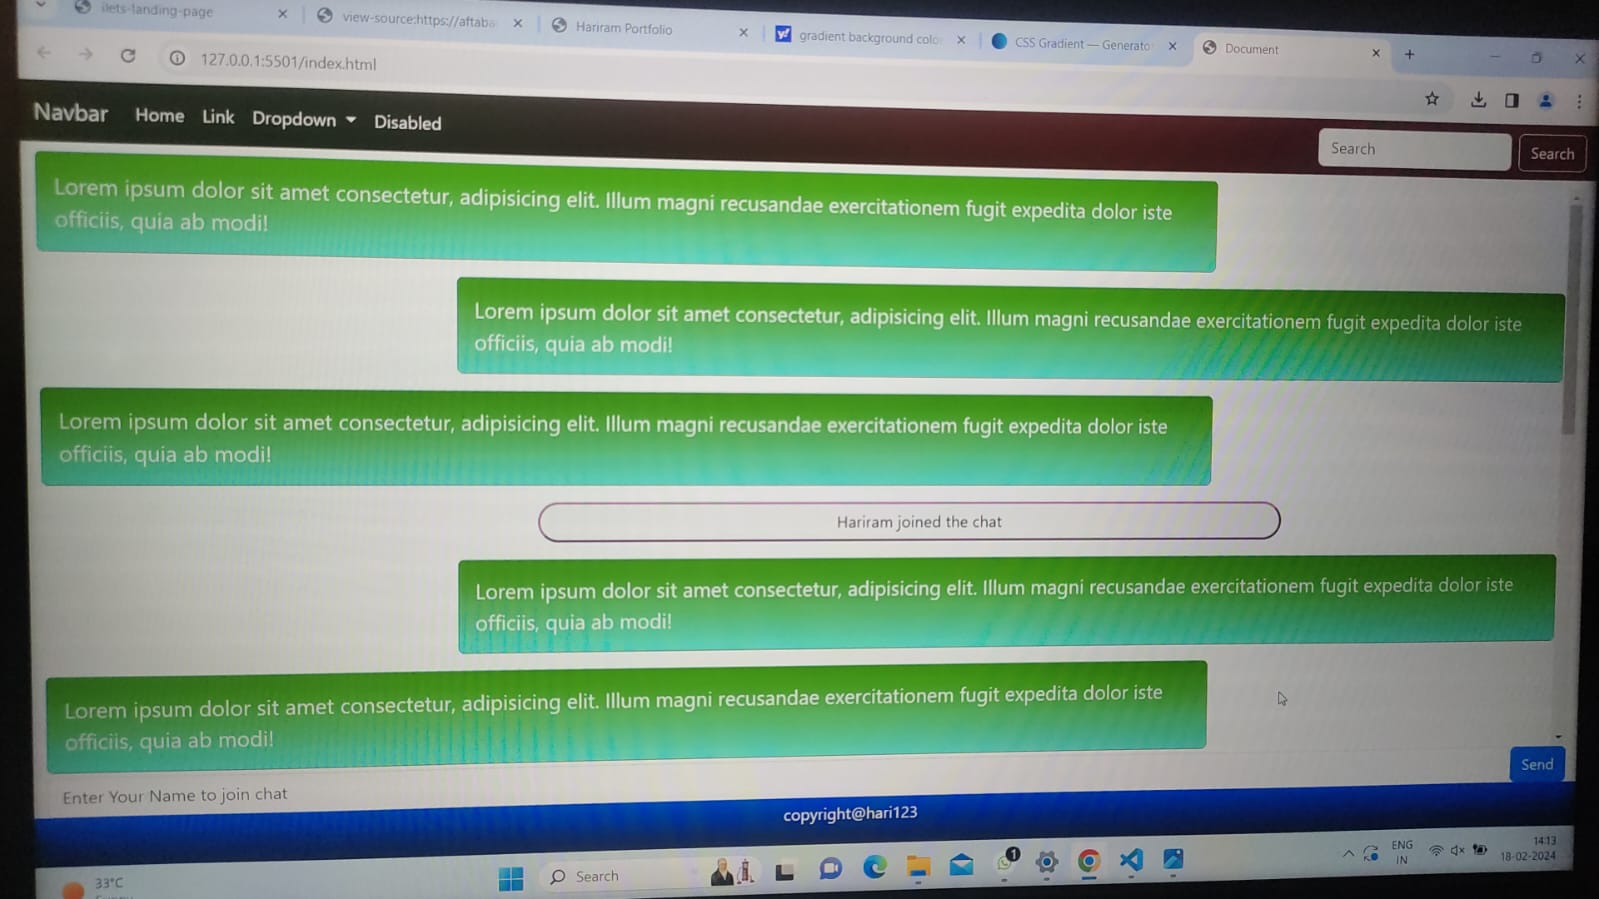 ilets-landing-page
view-source:https://aftaba
Hariram Portfolio
gradient background color
CSS Gradient — Generator
Document
127.0.0.1:5501/index.html
Navbar Home Link Dropdown Disabled
Search Search
Lorem ipsum dolor sit amet consectetur, adipisicing elit. Illum magni recusandae exercitationem fugit expedita dolor iste
officiis, quia ab modi!
Lorem ipsum dolor sit amet consectetur, adipisicing elit. Illum magni recusandae exercitationem fugit expedita dolor iste
officiis, quia ab modi!
Lorem ipsum dolor sit amet consectetur, adipisicing elit. Illum magni recusandae exercitationem fugit expedita dolor iste
officiis, quia ab modi!
Hariram joined the chat
Lorem ipsum dolor sit amet consectetur, adipisicing elit. Illum magni recusandae exercitationem fugit expedita dolor iste
officiis, quia ab modi!
Lorem ipsum dolor sit amet consectetur, adipisicing elit. Illum magni recusandae exercitationem fugit expedita dolor iste
officiis, quia ab modi!
Enter Your Name to join chat
Send
copyright@hari123
33°C
Search
1
ENG
IN
14:13
18-02-2024